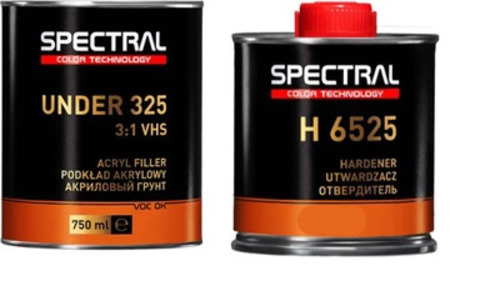 SPECTRAL
COLOR TECHNOLOGY
UNDER 325
3:1 VHS
ACRYL FILLER
PODKŁAD AKRYLOWY
АКРИЛОВЫЙ ГРУНТ
VOC OK
750 ml e
SPECTRAL
COLOR TECHNOLOGY
H 6525
HARDENER
UTWARDZACZ
ОТВЕРДИТЕЛЬ